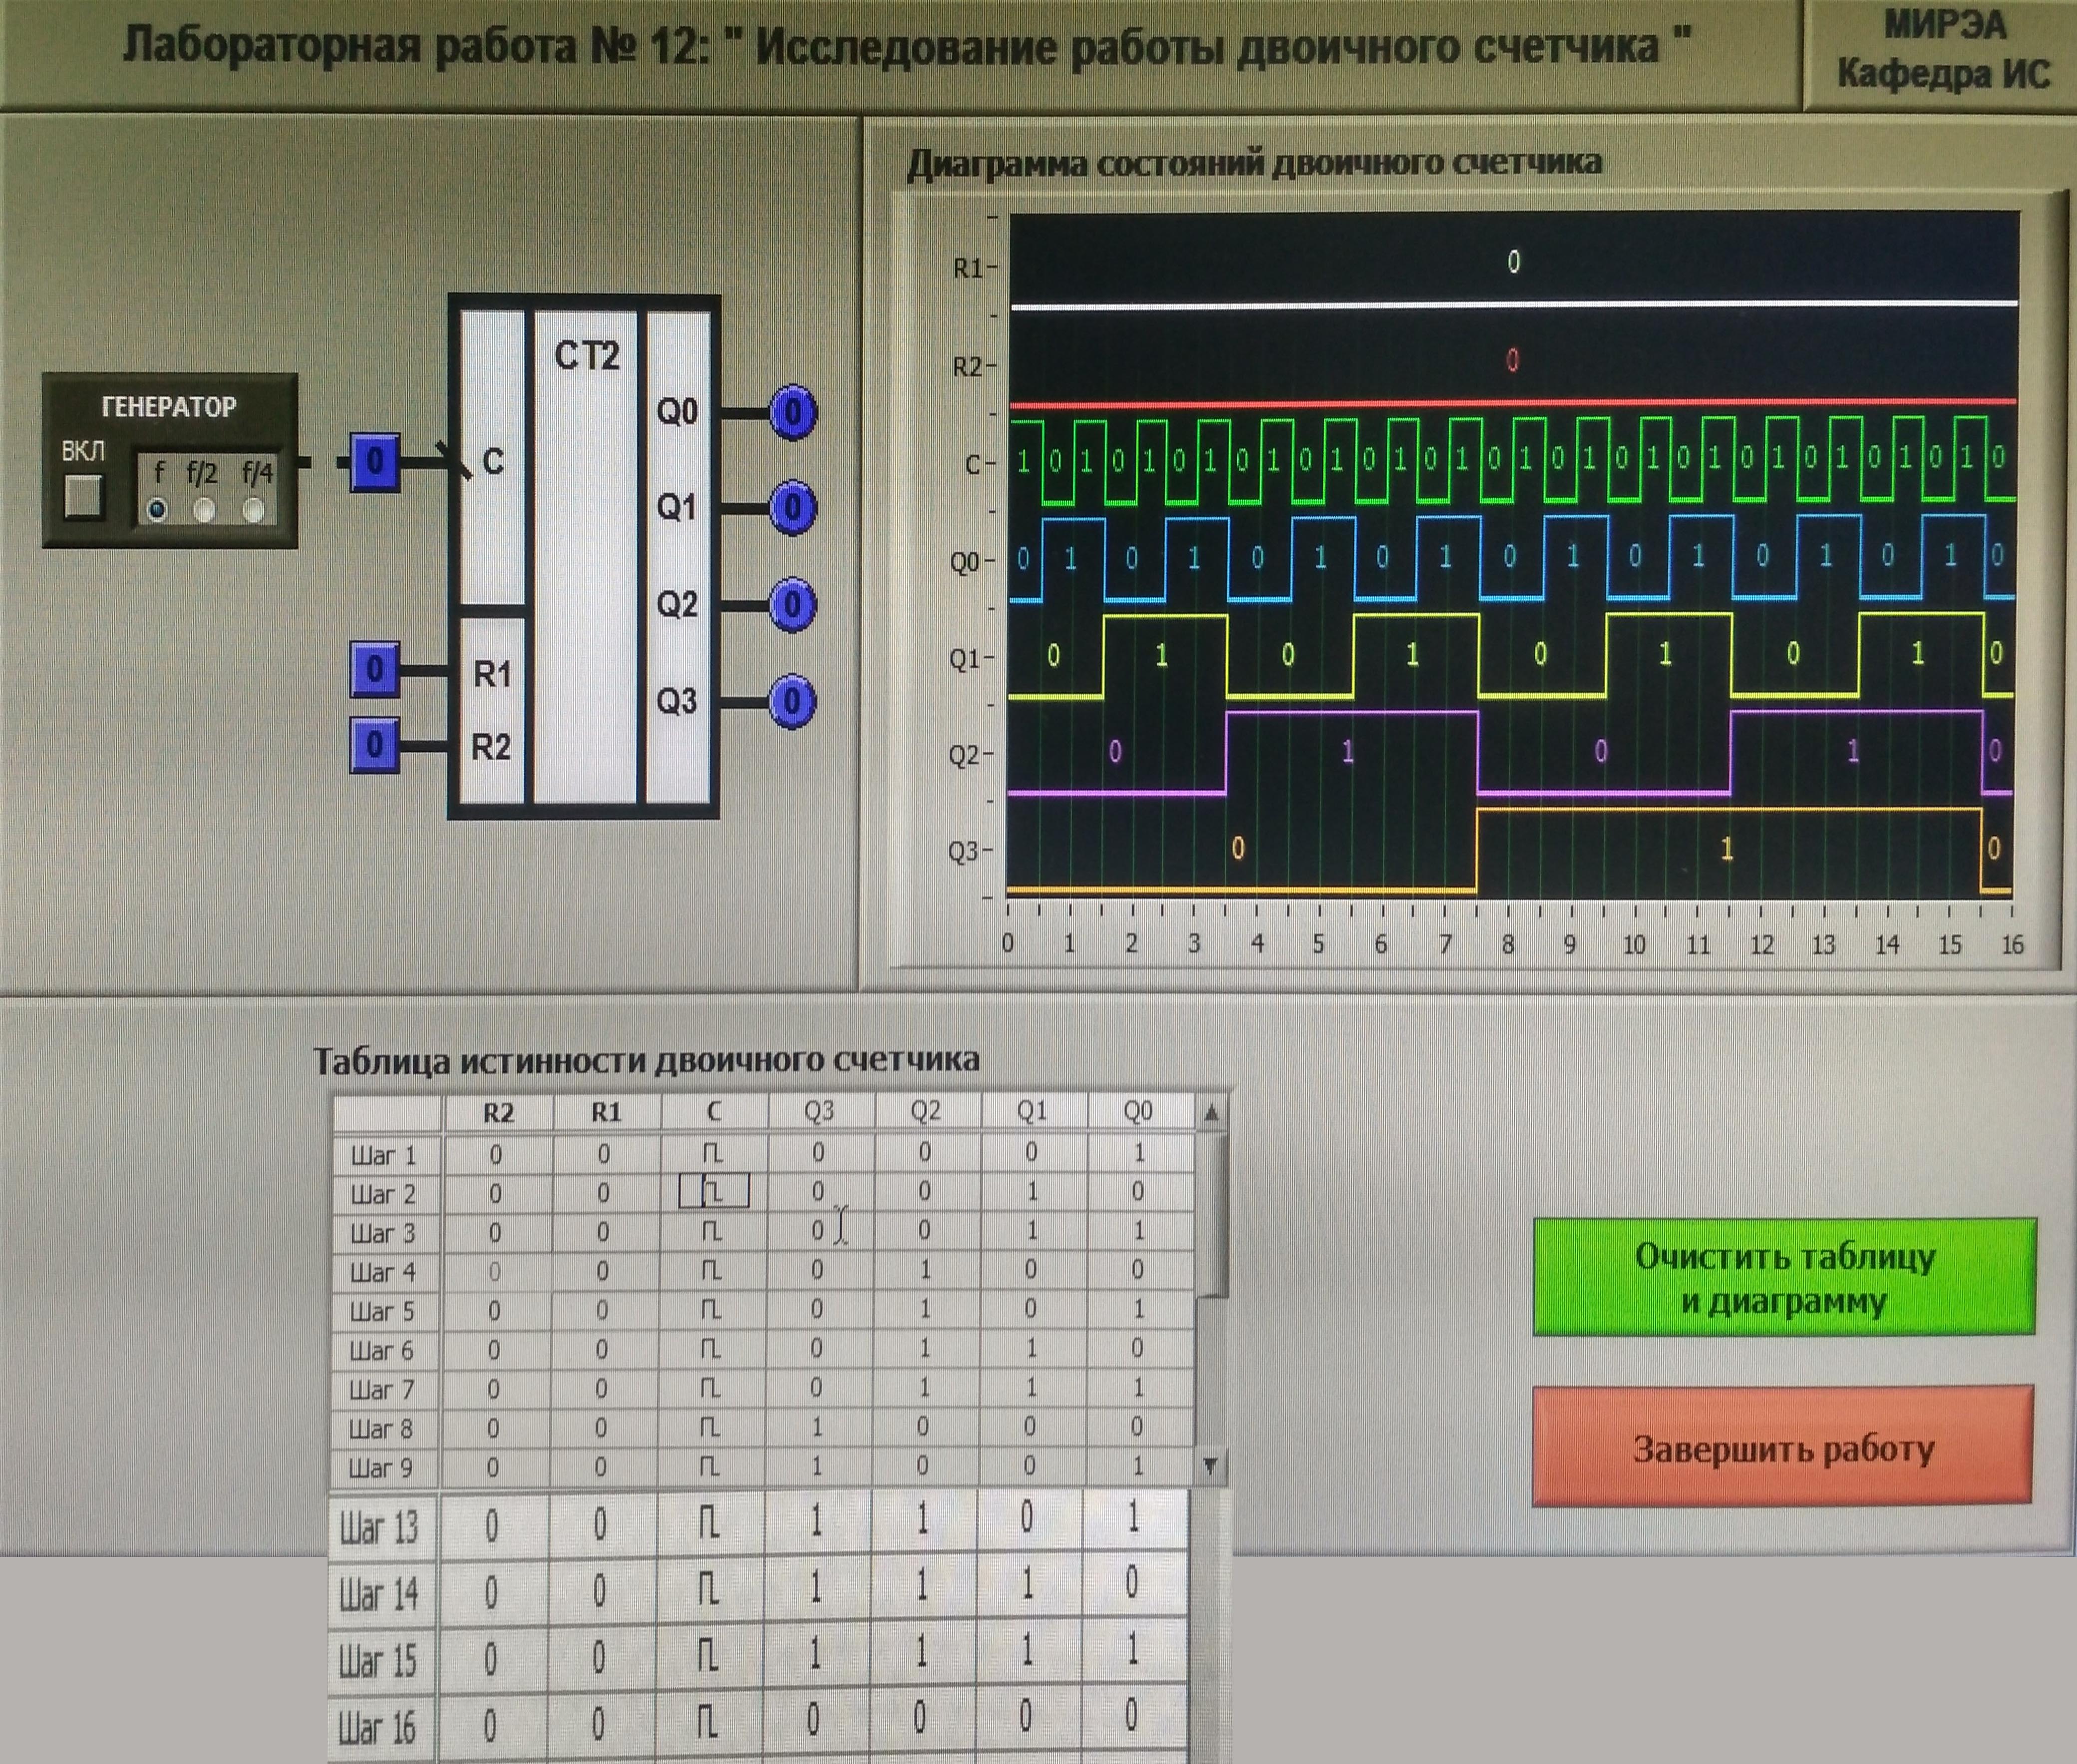 Лабораторная работа № 12: " Исследование работы двоичного счетчика "
МИРЭА
Кафедра ИС
ГЕНЕРАТОР
ВКЛ
f f/2 f/4
0
C
CT2
Q0 0
Q1 0
Q2 0
Q3 0
0 R1
0 R2
Диаграмма состояний двоичного счетчика
R1 0
R2 0
C 1 0 1 0 1 0 1 0 1 0 1 0 1 0 1 0 1 0 1 0 1 0 1 0 1 0 1 0 1 0 1 0
Q0 0 1 0 1 0 1 0 1 0 1 0 1 0 1 0 1 0
Q1 0 1 0 1 0 1 0 1 0
Q2 0 1 0 1 0
Q3 0 1 0
0 1 2 3 4 5 6 7 8 9 10 11 12 13 14 15 16
Таблица истинности двоичного счетчика
R2 R1 C Q3 Q2 Q1 Q0
Шаг 1 0 0 0 0 0 1
Шаг 2 0 0 0 0 1 0
Шаг 3 0 0 0 0 1 1
Шаг 4 0 0 0 1 0 0
Шаг 5 0 0 0 1 0 1
Шаг 6 0 0 0 1 1 0
Шаг 7 0 0 0 1 1 1
Шаг 8 0 0 1 0 0 0
Шаг 9 0 0 1 0 0 1
Шаг 13 0 0 1 1 0 1
Шаг 14 0 0 1 1 1 0
Шаг 15 0 0 1 1 1 1
Шаг 16 0 0 0 0 0 0
Очистить таблицу
и диаграмму
Завершить работу